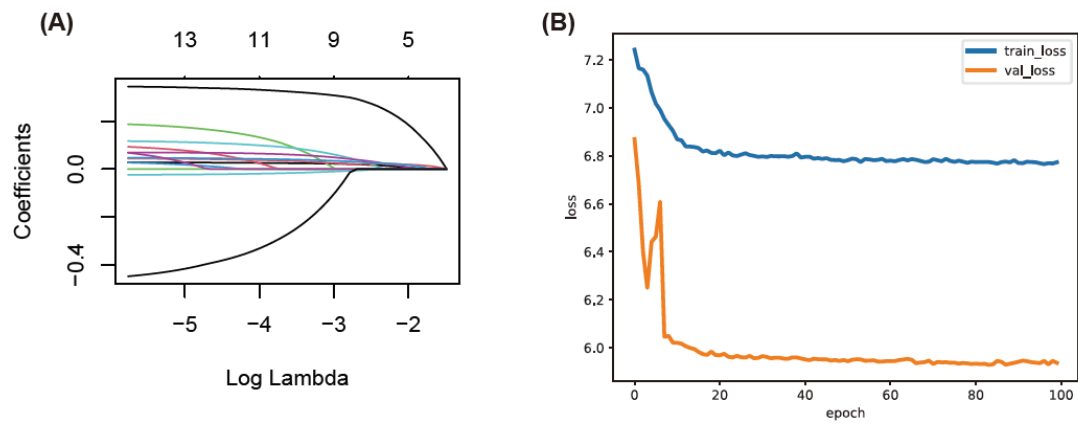 (A)
13 11 9 5
Coefficients
0.0
−0.4
−5 −4 −3 −2
Log Lambda
(B)
train_loss
val_loss
7.2
7.0
6.8
6.6
6.4
6.2
6.0
loss
0 20 40 60 80 100
epoch